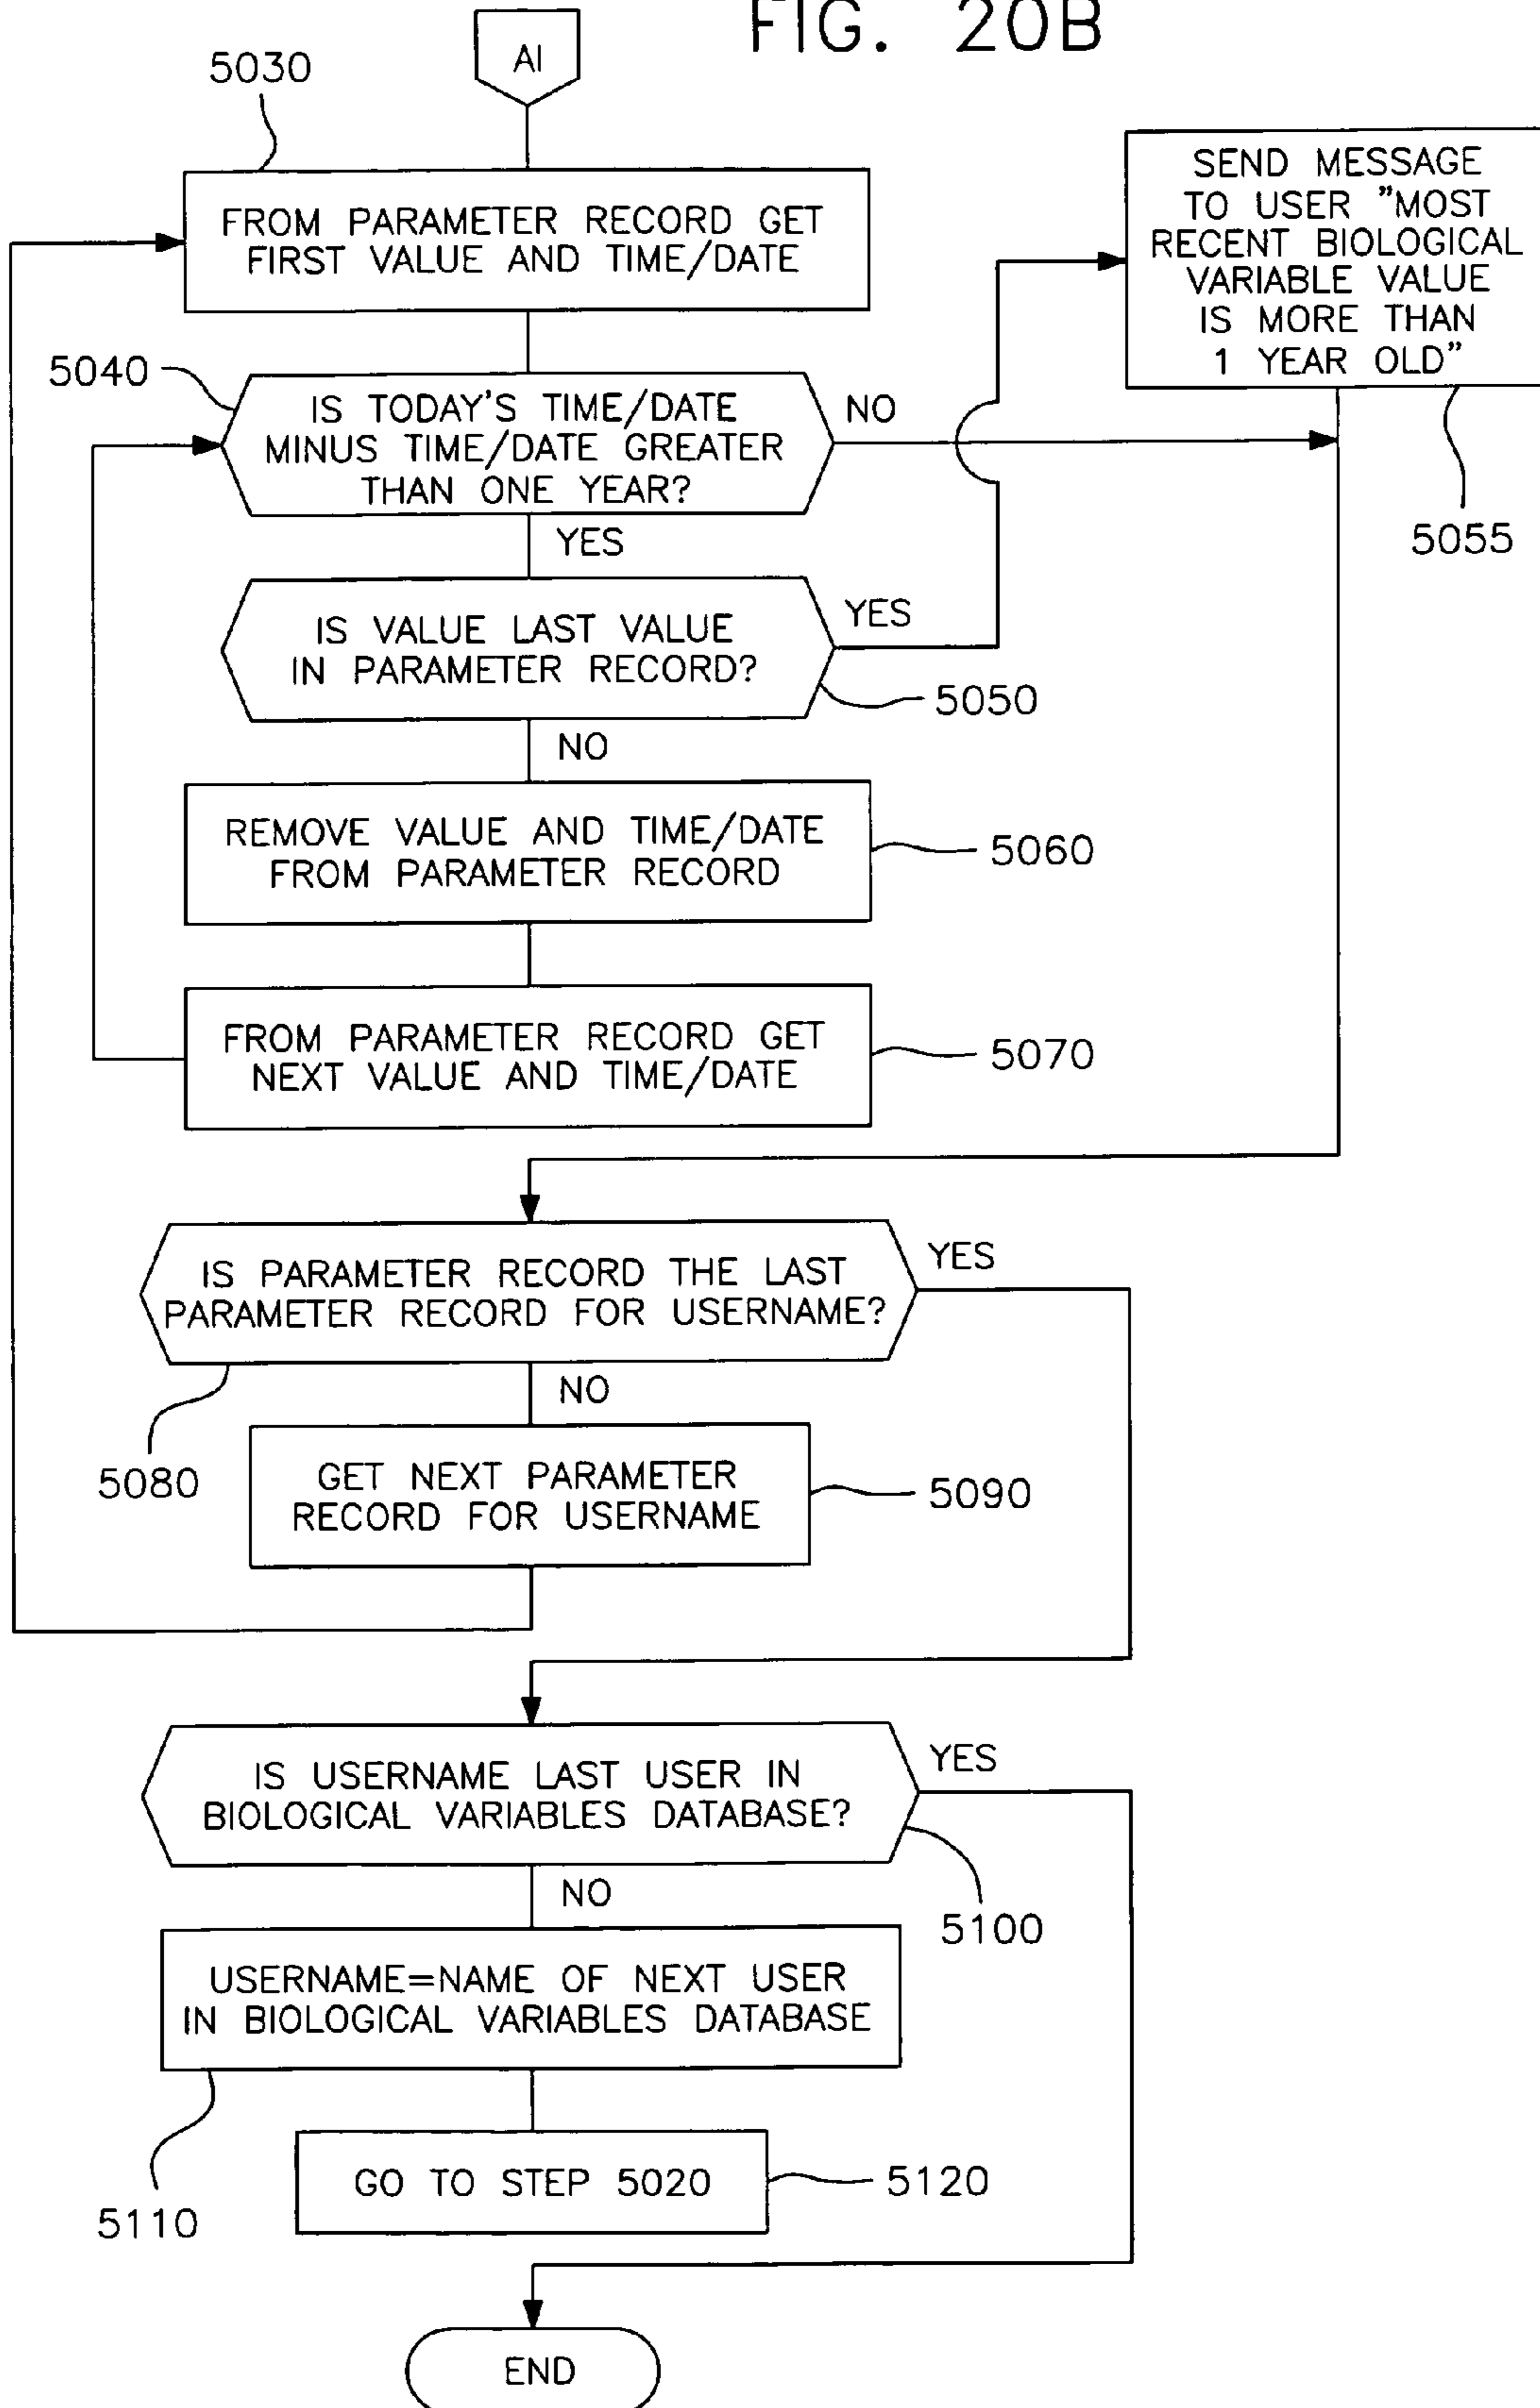 FIG. 20B
A1
5030
FROM PARAMETER RECORD GET
FIRST VALUE AND TIME/DATE
SEND MESSAGE
TO USER "MOST
RECENT BIOLOGICAL
VARIABLE VALUE
IS MORE THAN
1 YEAR OLD"
5055
5040
IS TODAY'S TIME/DATE
MINUS TIME/DATE GREATER
THAN ONE YEAR?
NO
YES
IS VALUE LAST VALUE
IN PARAMETER RECORD?
YES
5050
NO
REMOVE VALUE AND TIME/DATE
FROM PARAMETER RECORD
5060
FROM PARAMETER RECORD GET
NEXT VALUE AND TIME/DATE
5070
IS PARAMETER RECORD THE LAST
PARAMETER RECORD FOR USERNAME?
YES
5080
NO
GET NEXT PARAMETER
RECORD FOR USERNAME
5090
IS USERNAME LAST USER IN
BIOLOGICAL VARIABLES DATABASE?
YES
5100
NO
USERNAME=NAME OF NEXT USER
IN BIOLOGICAL VARIABLES DATABASE
5110
GO TO STEP 5020
5120
END